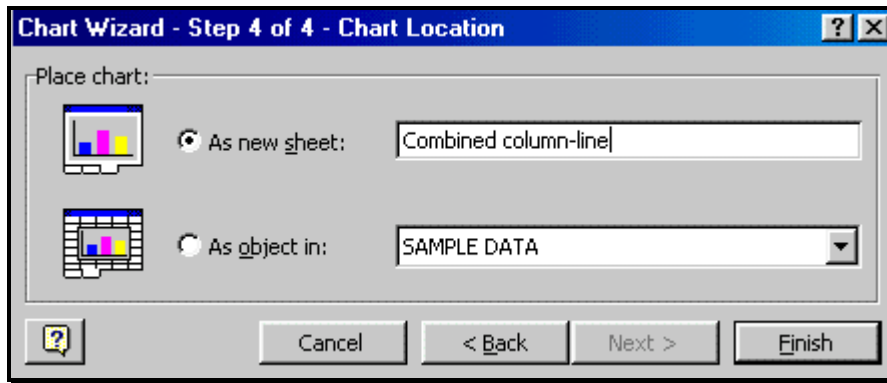 Chart Wizard - Step 4 of 4 - Chart Location
?
Place chart:
As new sheet:
Combined column-line
As object in:
SAMPLE DATA
?
Cancel
< Back
Next >
Finish